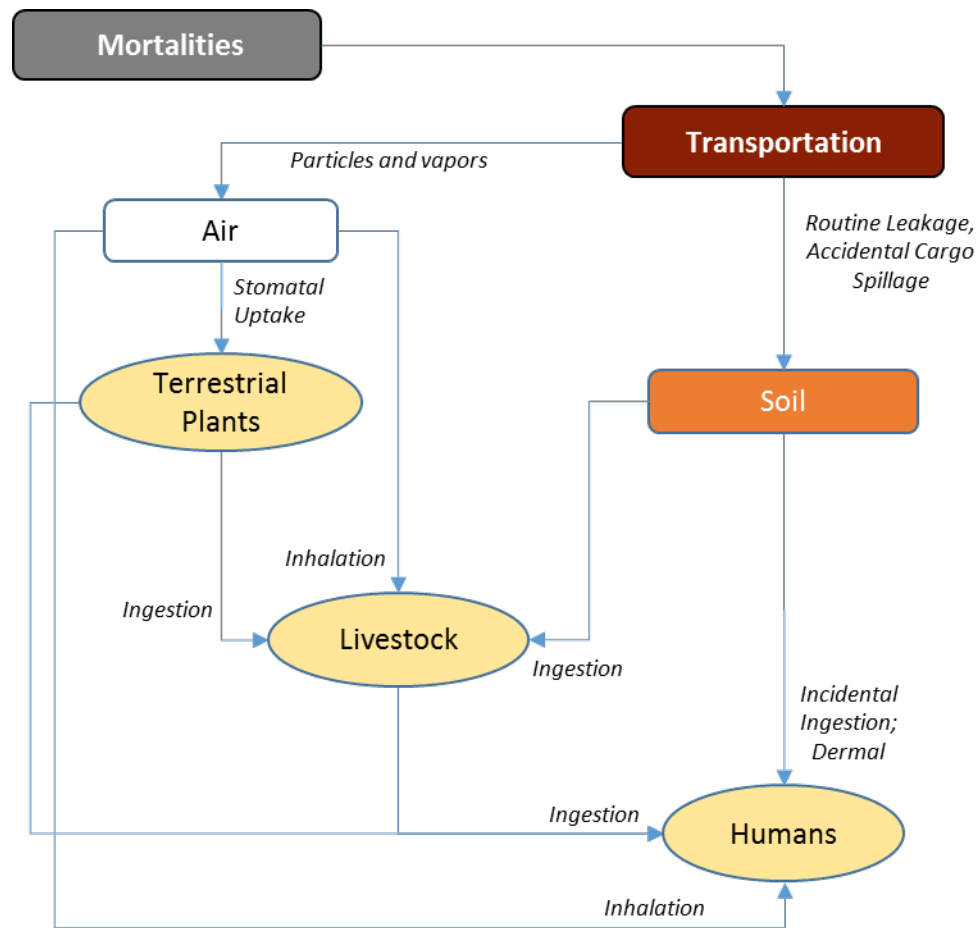 Mortalities
Transportation
Particles and vapors
Air
Routine Leakage,
Accidental Cargo
Spillage
Stomatal
Uptake
Terrestrial
Plants
Soil
Inhalation
Ingestion
Livestock
Ingestion
Incidental
Ingestion;
Dermal
Ingestion
Humans
Inhalation